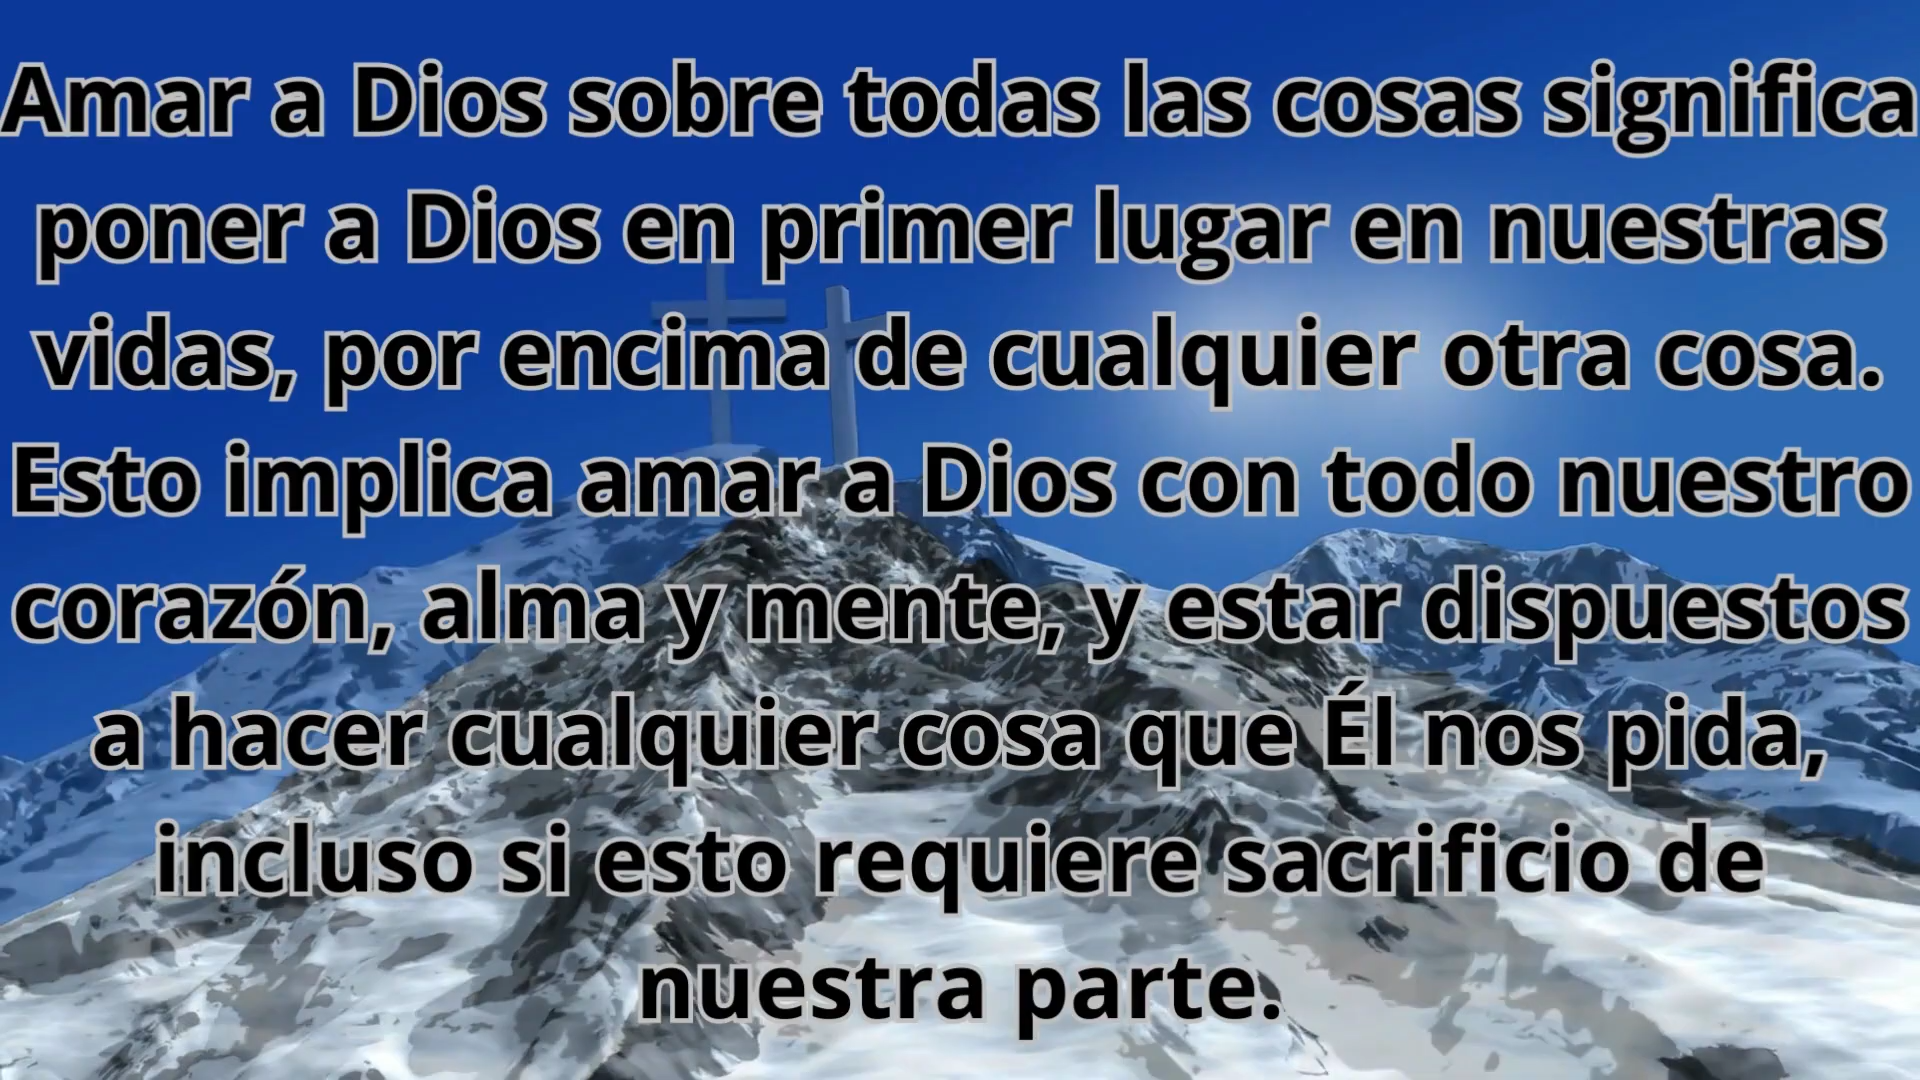 Amar a Dios sobre todas las cosas significa
poner a Dios en primer lugar en nuestras
vidas, por encima de cualquier otra cosa.
Esto implica amar a Dios con todo nuestro
corazón, alma y mente, y estar dispuestos
a hacer cualquier cosa que Él nos pida,
incluso si esto requiere sacrificio de
nuestra parte.